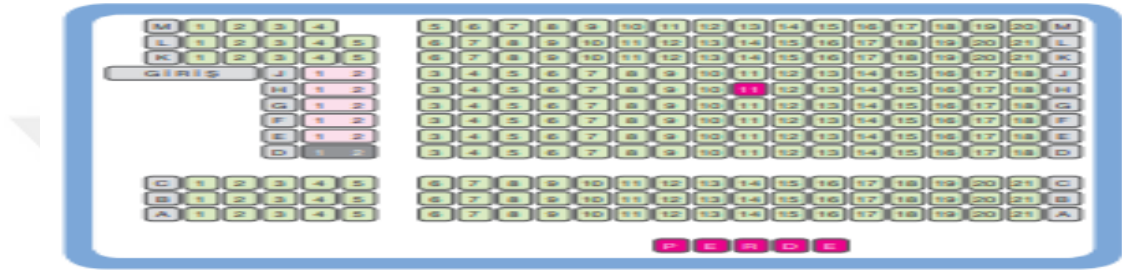 M 1 2 3 4 5 6 7 8 9 10 11 12 13 14 15 16 17 18 19 20 M
L 1 2 3 4 5 6 7 8 9 10 11 12 13 14 15 16 17 18 19 20 21 L
K 1 2 3 4 5 6 7 8 9 10 11 12 13 14 15 16 17 18 19 20 21 K
GİRİŞ J 1 2 3 4 5 6 7 8 9 10 11 12 13 14 15 16 17 18 J
H 1 2 3 4 5 6 7 8 9 10 11 12 13 14 15 16 17 18 H
G 1 2 3 4 5 6 7 8 9 10 11 12 13 14 15 16 17 18 G
F 1 2 3 4 5 6 7 8 9 10 11 12 13 14 15 16 17 18 F
E 1 2 3 4 5 6 7 8 9 10 11 12 13 14 15 16 17 18 E
D 1 2 3 4 5 6 7 8 9 10 11 12 13 14 15 16 17 18 D
C 1 2 3 4 5 6 7 8 9 10 11 12 13 14 15 16 17 18 19 20 21 C
B 1 2 3 4 5 6 7 8 9 10 11 12 13 14 15 16 17 18 19 20 21 B
A 1 2 3 4 5 6 7 8 9 10 11 12 13 14 15 16 17 18 19 20 21 A
P E R D E